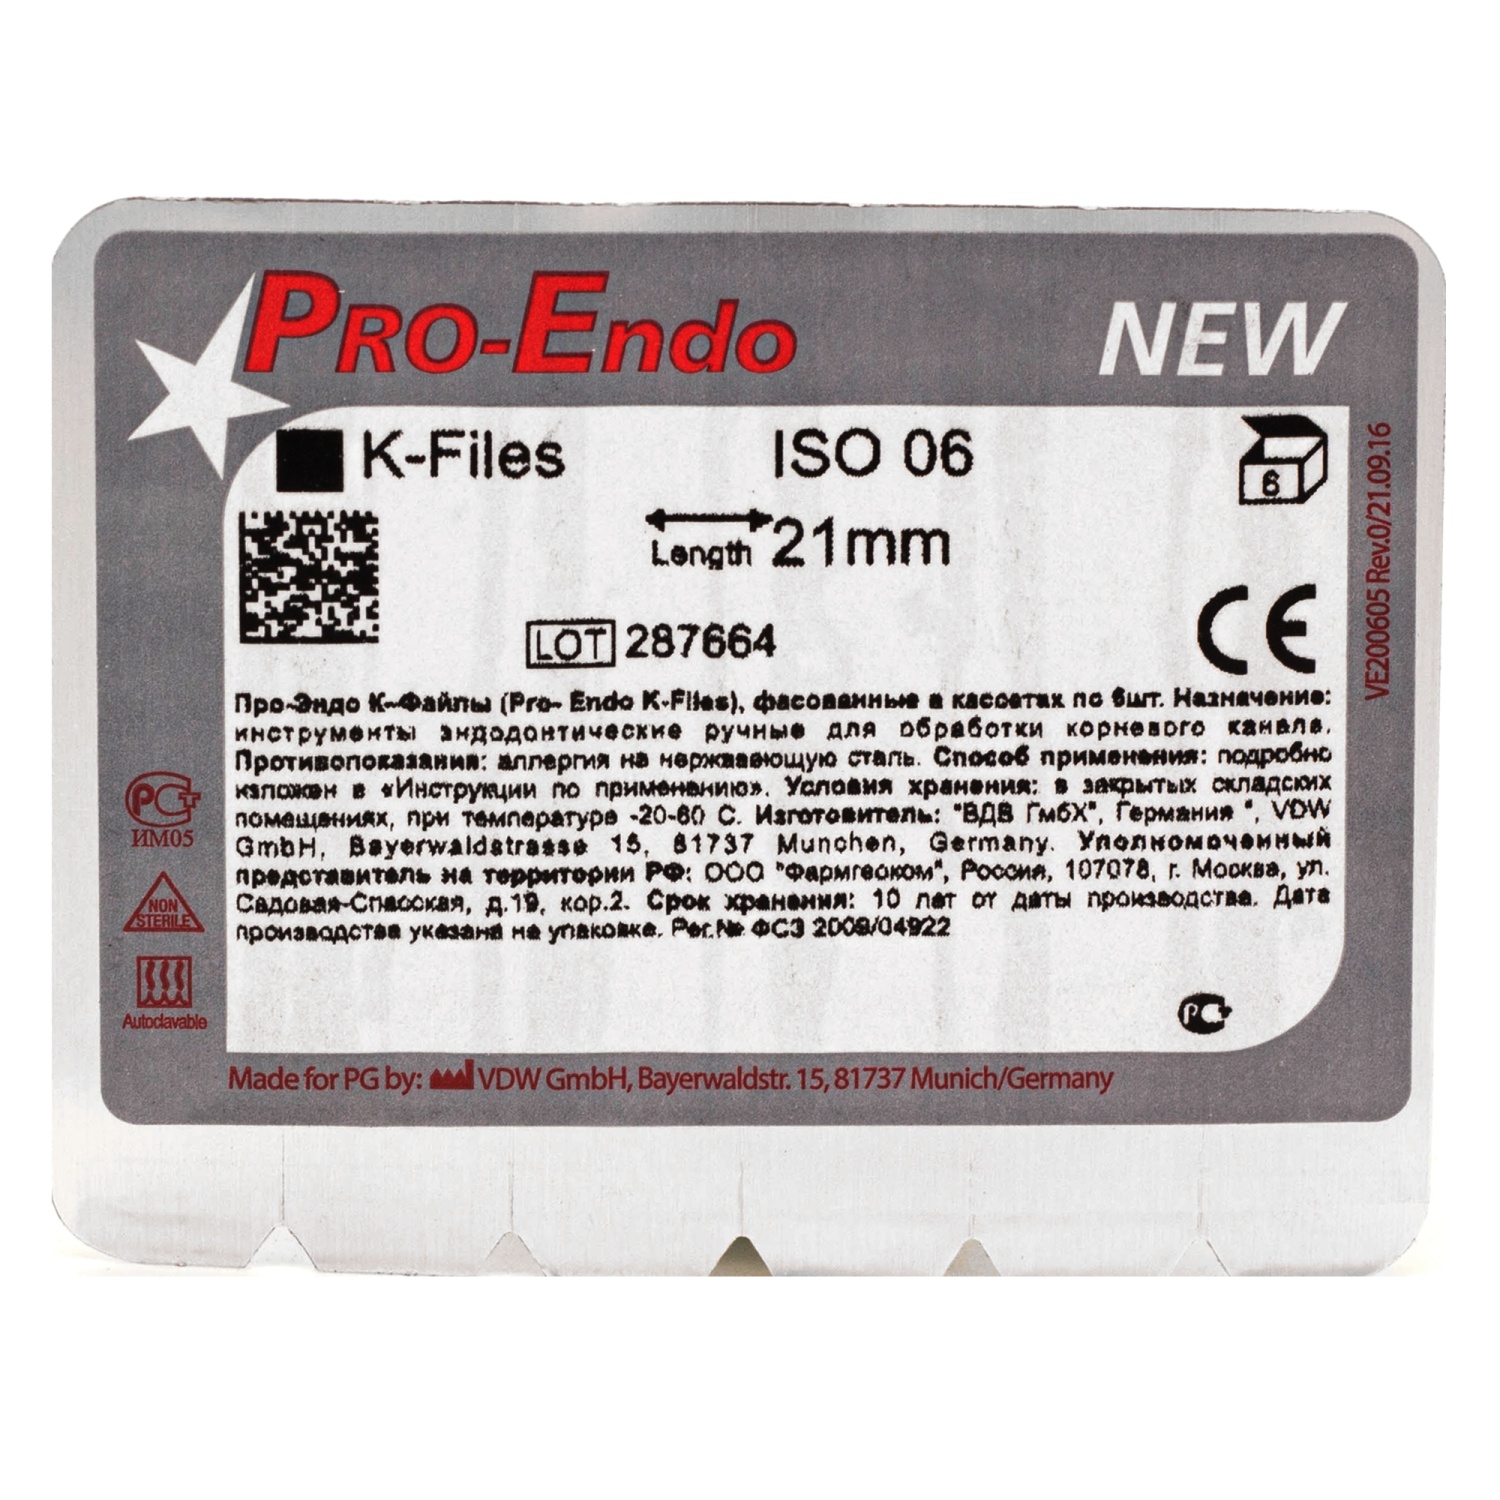 PRO-Endo
NEW
K-Files
ISO 06
6
Length 21mm
LOT 287664
CE
VE200605 Rev.0/21.09.16
Про-Эндо К-Файлы (Pro- Endo K-Files), фасованные в кассетах по 6шт. Назначение:
инструменты эндодонтические ручные для обработки корневого канала.
Противопоказания: аллергия на нержавеющую сталь. Способ применения: подробно
изложен в «Инструкции по применению». Условия хранения: в закрытых складских
помещениях, при температуре -20-60 С. Изготовитель: "ВДВ ГмбХ", Германия ", VDW
GmbH, Bayerwaldstrasse 15, 81737 Munchen, Germany. Уполномоченный
представитель на территории РФ: ООО "Фармгеоком", Россия, 107078, г. Москва, ул.
Садовая-Спасская, д.19, кор.2. Срок хранения: 10 лет от даты производства. Дата
производства указана на упаковке. Рег.№ ФСЗ 2009/04922
РСТ
ИМ05
NON
STERILE
Autoclavable
РСТ
Made for PG by: VDW GmbH, Bayerwaldstr. 15, 81737 Munich/Germany